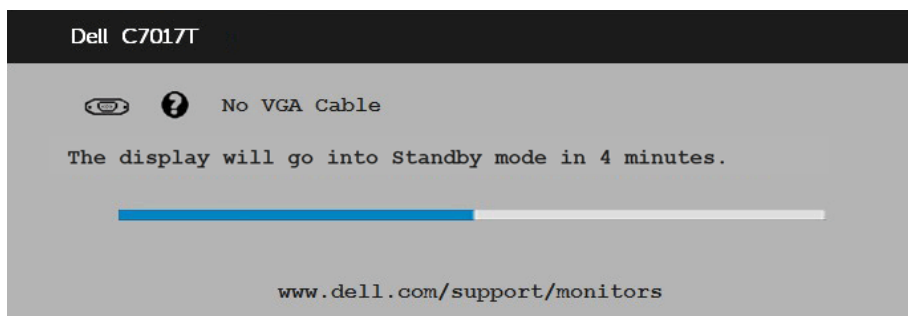 Dell C7017T
No VGA Cable
The display will go into Standby mode in 4 minutes.
www.dell.com/support/monitors